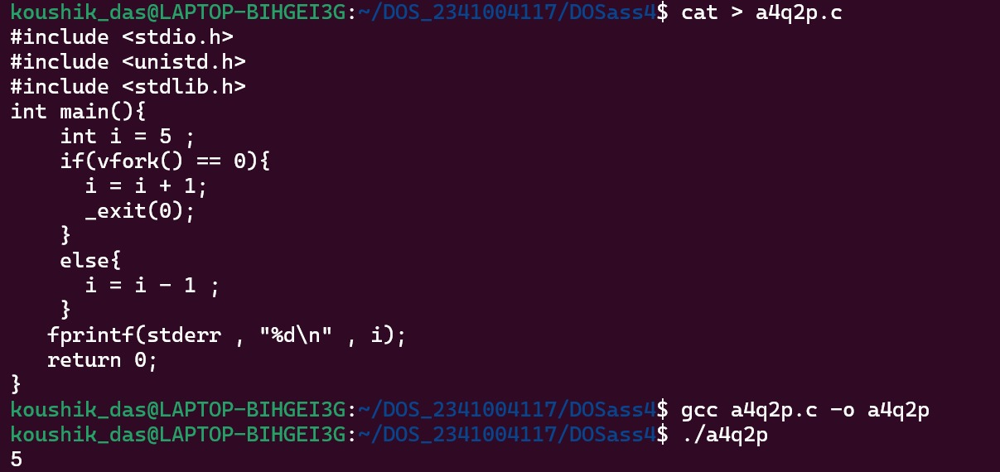 koushik_das@LAPTOP-BIHGEI3G:~/DOS_2341004117/DOSass4$ cat > a4q2p.c
#include <stdio.h>
#include <unistd.h>
#include <stdlib.h>
int main(){
    int i = 5 ;
    if(vfork() == 0){
      i = i + 1;
      _exit(0);
    }
    else{
      i = i - 1 ;
    }
   fprintf(stderr , "%d\n" , i);
   return 0;
}
koushik_das@LAPTOP-BIHGEI3G:~/DOS_2341004117/DOSass4$ gcc a4q2p.c -o a4q2p
koushik_das@LAPTOP-BIHGEI3G:~/DOS_2341004117/DOSass4$ ./a4q2p
5